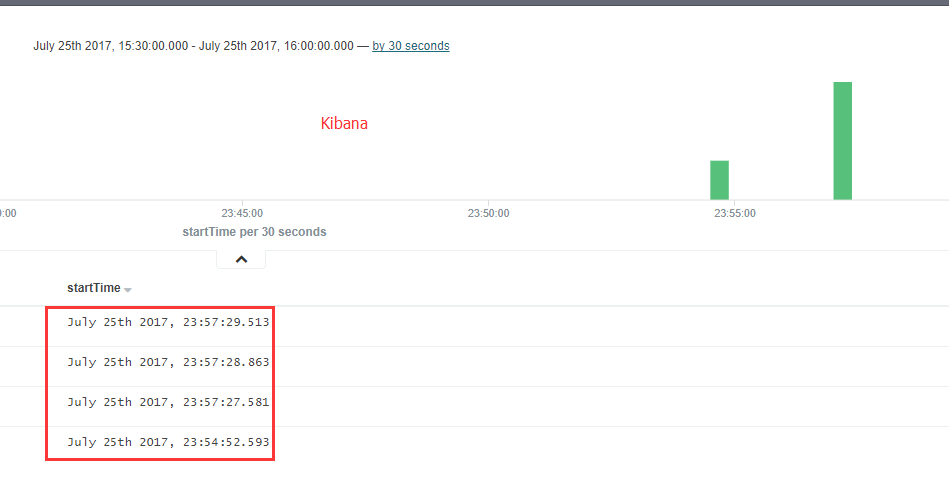 July 25th 2017, 15:30:00.000 - July 25th 2017, 16:00:00.000 — by 30 seconds
Kibana
:00 23:45:00 23:50:00 23:55:00
startTime per 30 seconds
startTime
July 25th 2017, 23:57:29.513
July 25th 2017, 23:57:28.863
July 25th 2017, 23:57:27.581
July 25th 2017, 23:54:52.593